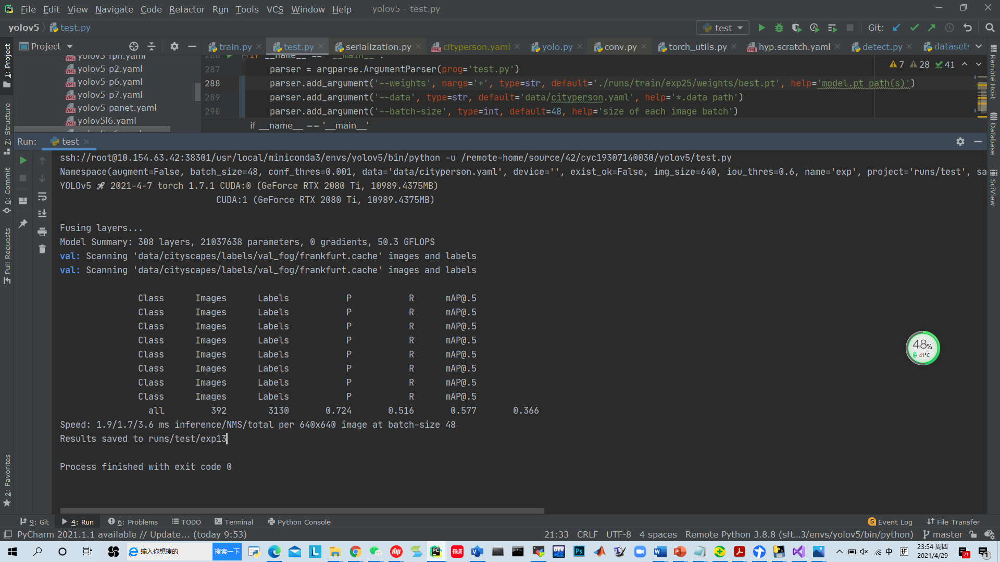 File Edit View Navigate Code Refactor Run Tools VCS Window Help yolov5 - test.py
yolov5 test.py test Git:
Project train.py test.py serialization.py cityperson.yaml yolo.py conv.py torch_utils.py hyp.scratch.yaml detect.py datasets
yolov5-rpn.yaml
yolov5-p2.yaml
yolov5-p6.yaml
yolov5-p7.yaml
yolov5-panet.yaml
yolov5l6.yaml
286 if __name__ == '__main__':
287 parser = argparse.ArgumentParser(prog='test.py')
288 parser.add_argument('--weights', nargs='+', type=str, default='./runs/train/exp25/weights/best.pt', help='model.pt path(s)')
289 parser.add_argument('--data', type=str, default='data/cityperson.yaml', help='*.data path')
290 parser.add_argument('--batch-size', type=int, default=48, help='size of each image batch')
if __name__ == '__main__'
7 28 41
1: Project
7: Structure
0: Commit
Pull Requests
2: Favorites
Remote Host
Database
SciView
Run: test
ssh://root@10.154.63.42:38301/usr/local/miniconda3/envs/yolov5/bin/python -u /remote-home/source/42/cyc19307140030/yolov5/test.py
Namespace(augment=False, batch_size=48, conf_thres=0.001, data='data/cityperson.yaml', device='', exist_ok=False, img_size=640, iou_thres=0.6, name='exp', project='runs/test', sa
YOLOv5 🚀 2021-4-7 torch 1.7.1 CUDA:0 (GeForce RTX 2080 Ti, 10989.4375MB)
CUDA:1 (GeForce RTX 2080 Ti, 10989.4375MB)
Fusing layers...
Model Summary: 308 layers, 21037638 parameters, 0 gradients, 50.3 GFLOPS
val: Scanning 'data/cityscapes/labels/val_fog/frankfurt.cache' images and labels
val: Scanning 'data/cityscapes/labels/val_fog/frankfurt.cache' images and labels
Class Images Labels P R mAP@.5
Class Images Labels P R mAP@.5
Class Images Labels P R mAP@.5
Class Images Labels P R mAP@.5
Class Images Labels P R mAP@.5
Class Images Labels P R mAP@.5
Class Images Labels P R mAP@.5
Class Images Labels P R mAP@.5
all 392 3130 0.724 0.516 0.577 0.366
Speed: 1.9/1.7/3.6 ms inference/NMS/total per 640x640 image at batch-size 48
Results saved to runs/test/exp13
Process finished with exit code 0
48%
41°C
9: Git 4: Run 6: Problems TODO Terminal Python Console 5 Event Log File Transfer
PyCharm 2021.1.1 available // Update... (today 9:53) 21:33 CRLF UTF-8 4 spaces Remote Python 3.8.8 (sft...3/envs/yolov5/bin/python) master
输入你想搜的 搜索一下 有道 中 拼 23:54 周四
2021/4/29 21 1